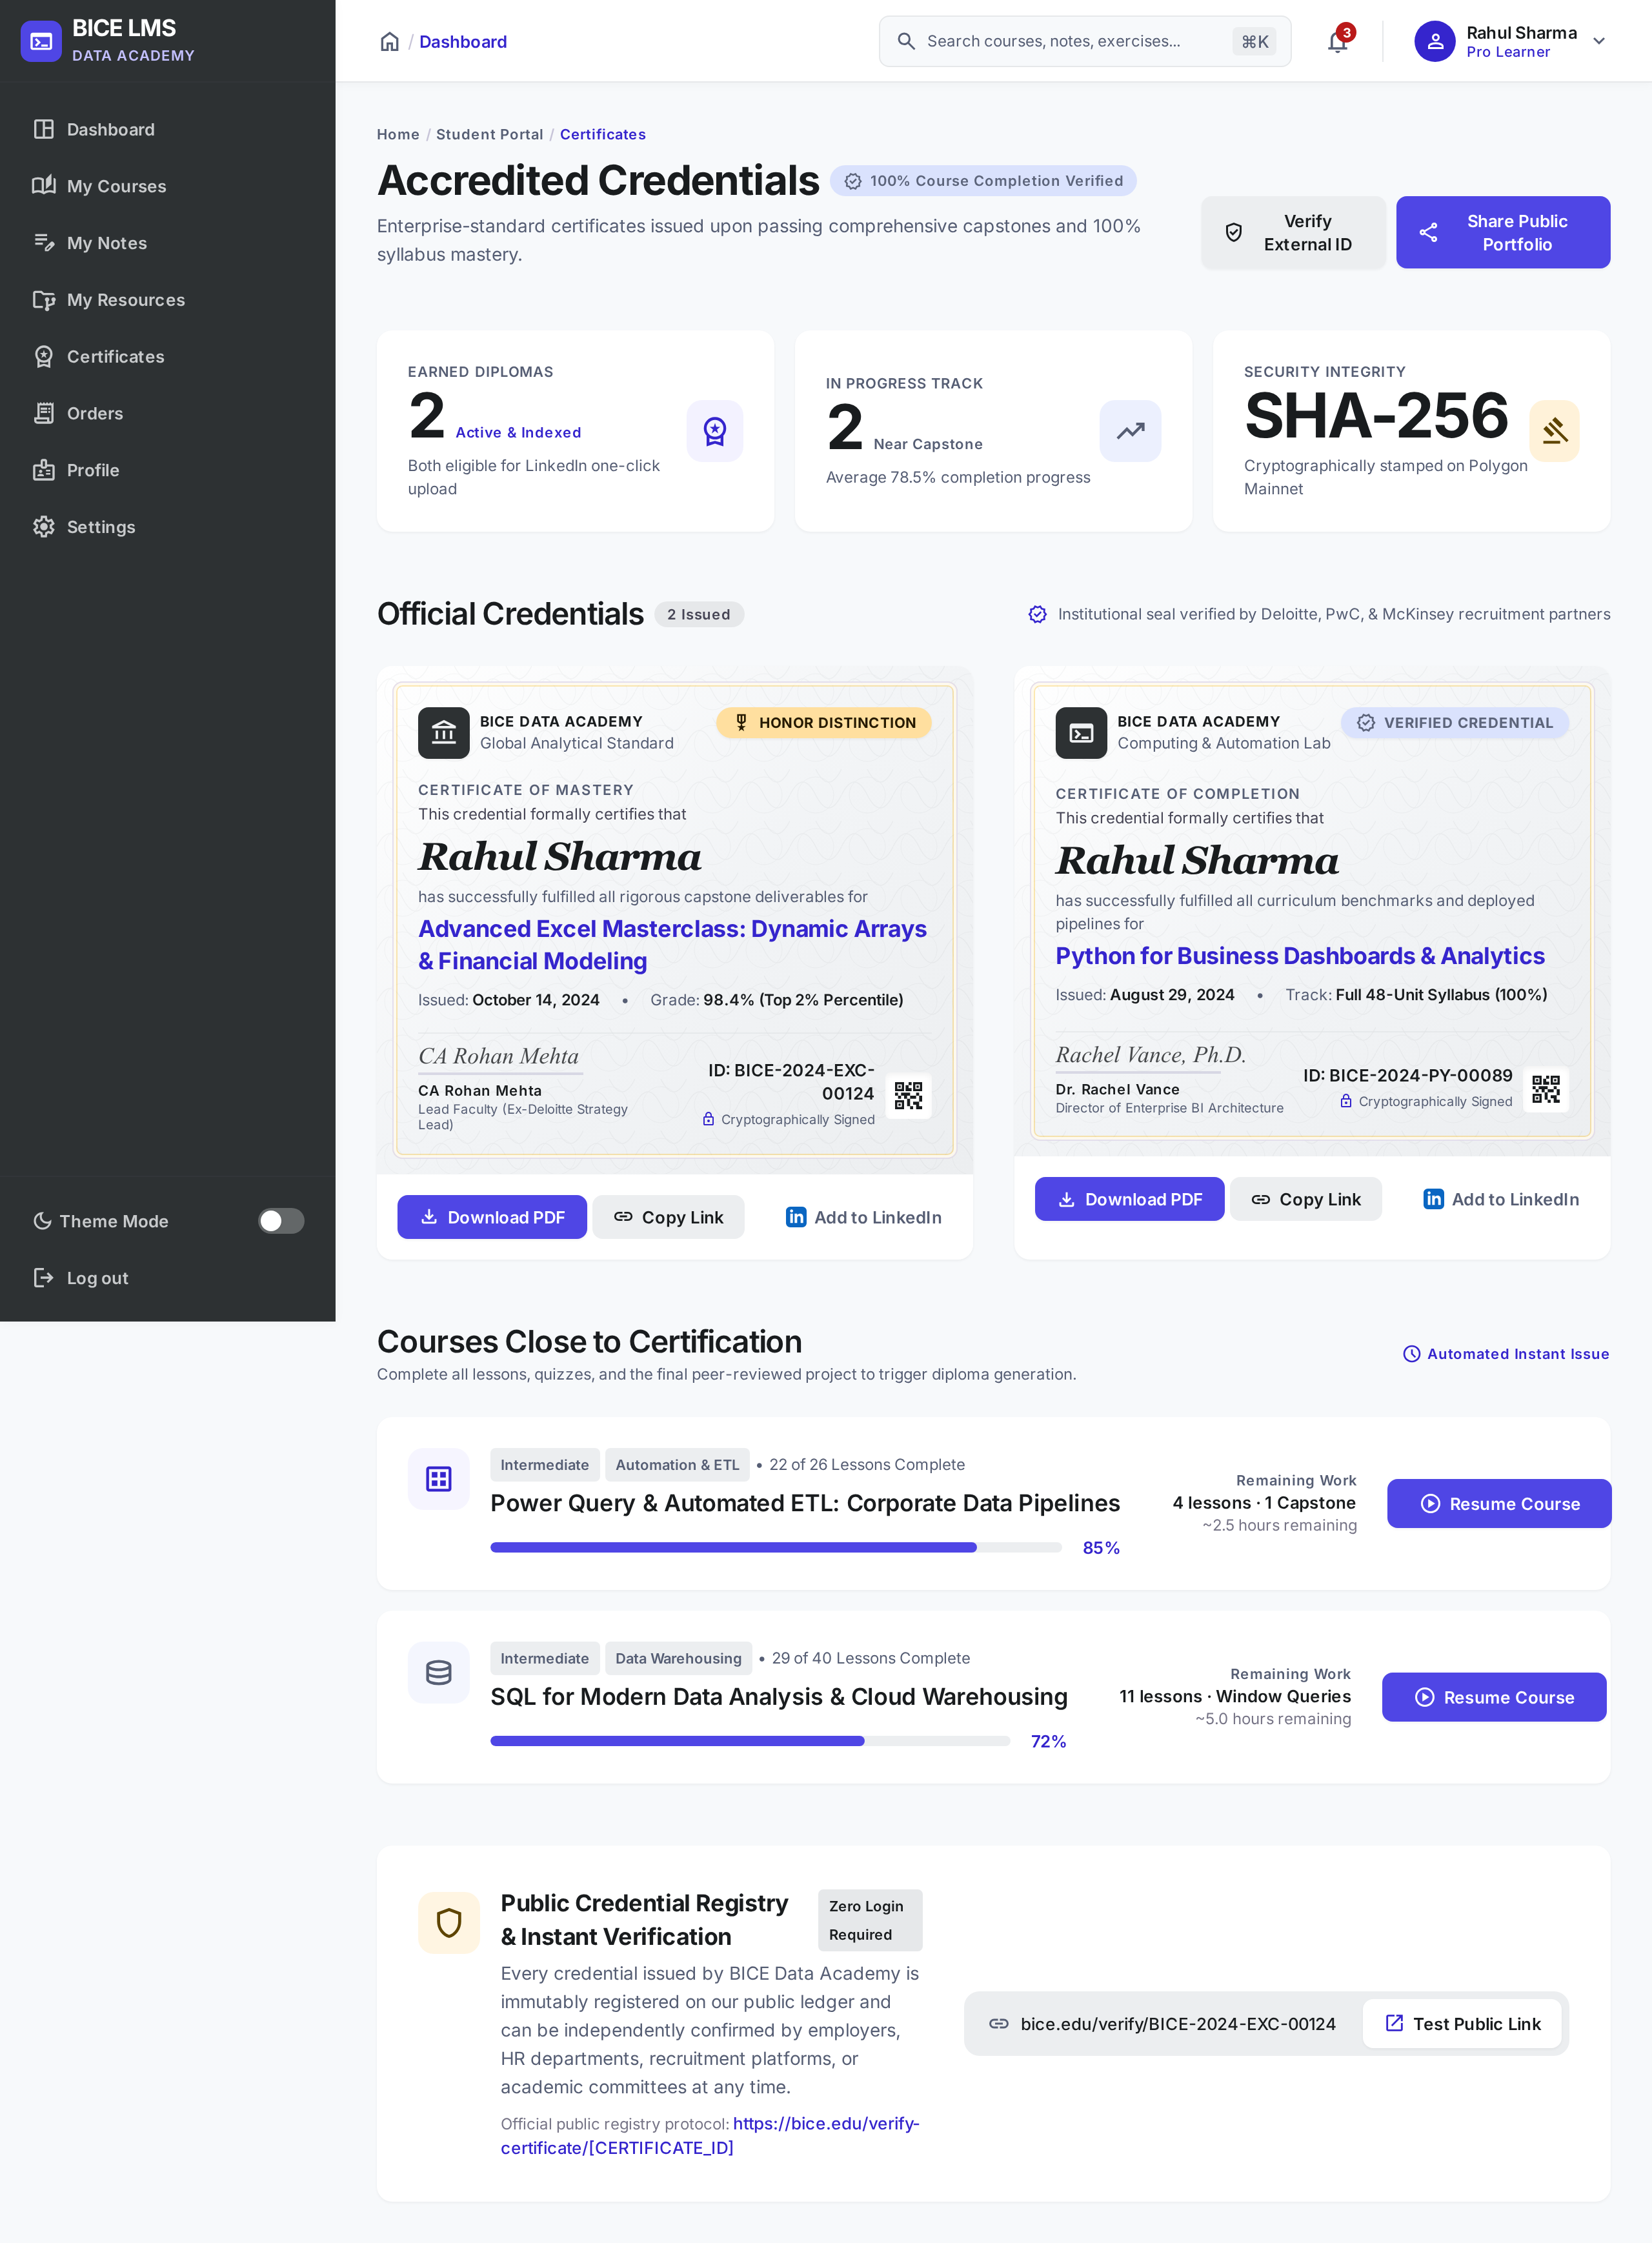 BICE LMS
DATA ACADEMY
Dashboard
My Courses
My Notes
My Resources
Certificates
Orders
Profile
Settings
Theme Mode
Log out
/ Dashboard
Search courses, notes, exercises...
⌘K
3
Rahul Sharma
Pro Learner
Home / Student Portal / Certificates
Accredited Credentials
100% Course Completion Verified
Enterprise-standard certificates issued upon passing comprehensive capstones and 100%
syllabus mastery.
Verify
External ID
Share Public
Portfolio
EARNED DIPLOMAS
2 Active & Indexed
Both eligible for LinkedIn one-click
upload
IN PROGRESS TRACK
2 Near Capstone
Average 78.5% completion progress
SECURITY INTEGRITY
SHA-256
Cryptographically stamped on Polygon
Mainnet
Official Credentials
2 Issued
Institutional seal verified by Deloitte, PwC, & McKinsey recruitment partners
BICE DATA ACADEMY
Global Analytical Standard
HONOR DISTINCTION
CERTIFICATE OF MASTERY
This credential formally certifies that
Rahul Sharma
has successfully fulfilled all rigorous capstone deliverables for
Advanced Excel Masterclass: Dynamic Arrays
& Financial Modeling
Issued: October 14, 2024 • Grade: 98.4% (Top 2% Percentile)
CA Rohan Mehta
CA Rohan Mehta
Lead Faculty (Ex-Deloitte Strategy
Lead)
ID: BICE-2024-EXC-
00124
Cryptographically Signed
Download PDF
Copy Link
Add to LinkedIn
BICE DATA ACADEMY
Computing & Automation Lab
VERIFIED CREDENTIAL
CERTIFICATE OF COMPLETION
This credential formally certifies that
Rahul Sharma
has successfully fulfilled all curriculum benchmarks and deployed
pipelines for
Python for Business Dashboards & Analytics
Issued: August 29, 2024 • Track: Full 48-Unit Syllabus (100%)
Rachel Vance, Ph.D.
Dr. Rachel Vance
Director of Enterprise BI Architecture
ID: BICE-2024-PY-00089
Cryptographically Signed
Download PDF
Copy Link
Add to LinkedIn
Courses Close to Certification
Complete all lessons, quizzes, and the final peer-reviewed project to trigger diploma generation.
Automated Instant Issue
Intermediate
Automation & ETL
• 22 of 26 Lessons Complete
Power Query & Automated ETL: Corporate Data Pipelines
85%
Remaining Work
4 lessons · 1 Capstone
~2.5 hours remaining
Resume Course
Intermediate
Data Warehousing
• 29 of 40 Lessons Complete
SQL for Modern Data Analysis & Cloud Warehousing
72%
Remaining Work
11 lessons · Window Queries
~5.0 hours remaining
Resume Course
Public Credential Registry
& Instant Verification
Zero Login
Required
Every credential issued by BICE Data Academy is
immutably registered on our public ledger and
can be independently confirmed by employers,
HR departments, recruitment platforms, or
academic committees at any time.
Official public registry protocol: https://bice.edu/verify-
certificate/[CERTIFICATE_ID]
bice.edu/verify/BICE-2024-EXC-00124
Test Public Link